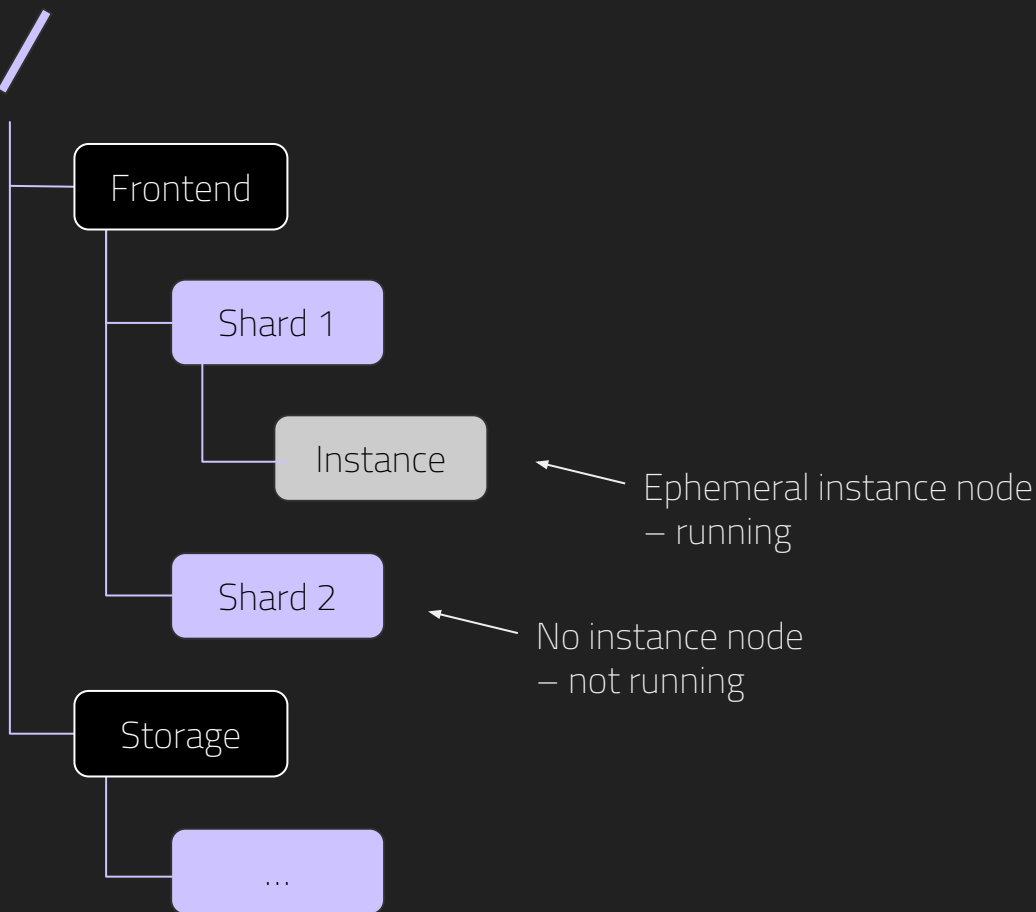 /
Frontend
Shard 1
Instance
Ephemeral instance node
– running
Shard 2
No instance node
– not running
Storage
...